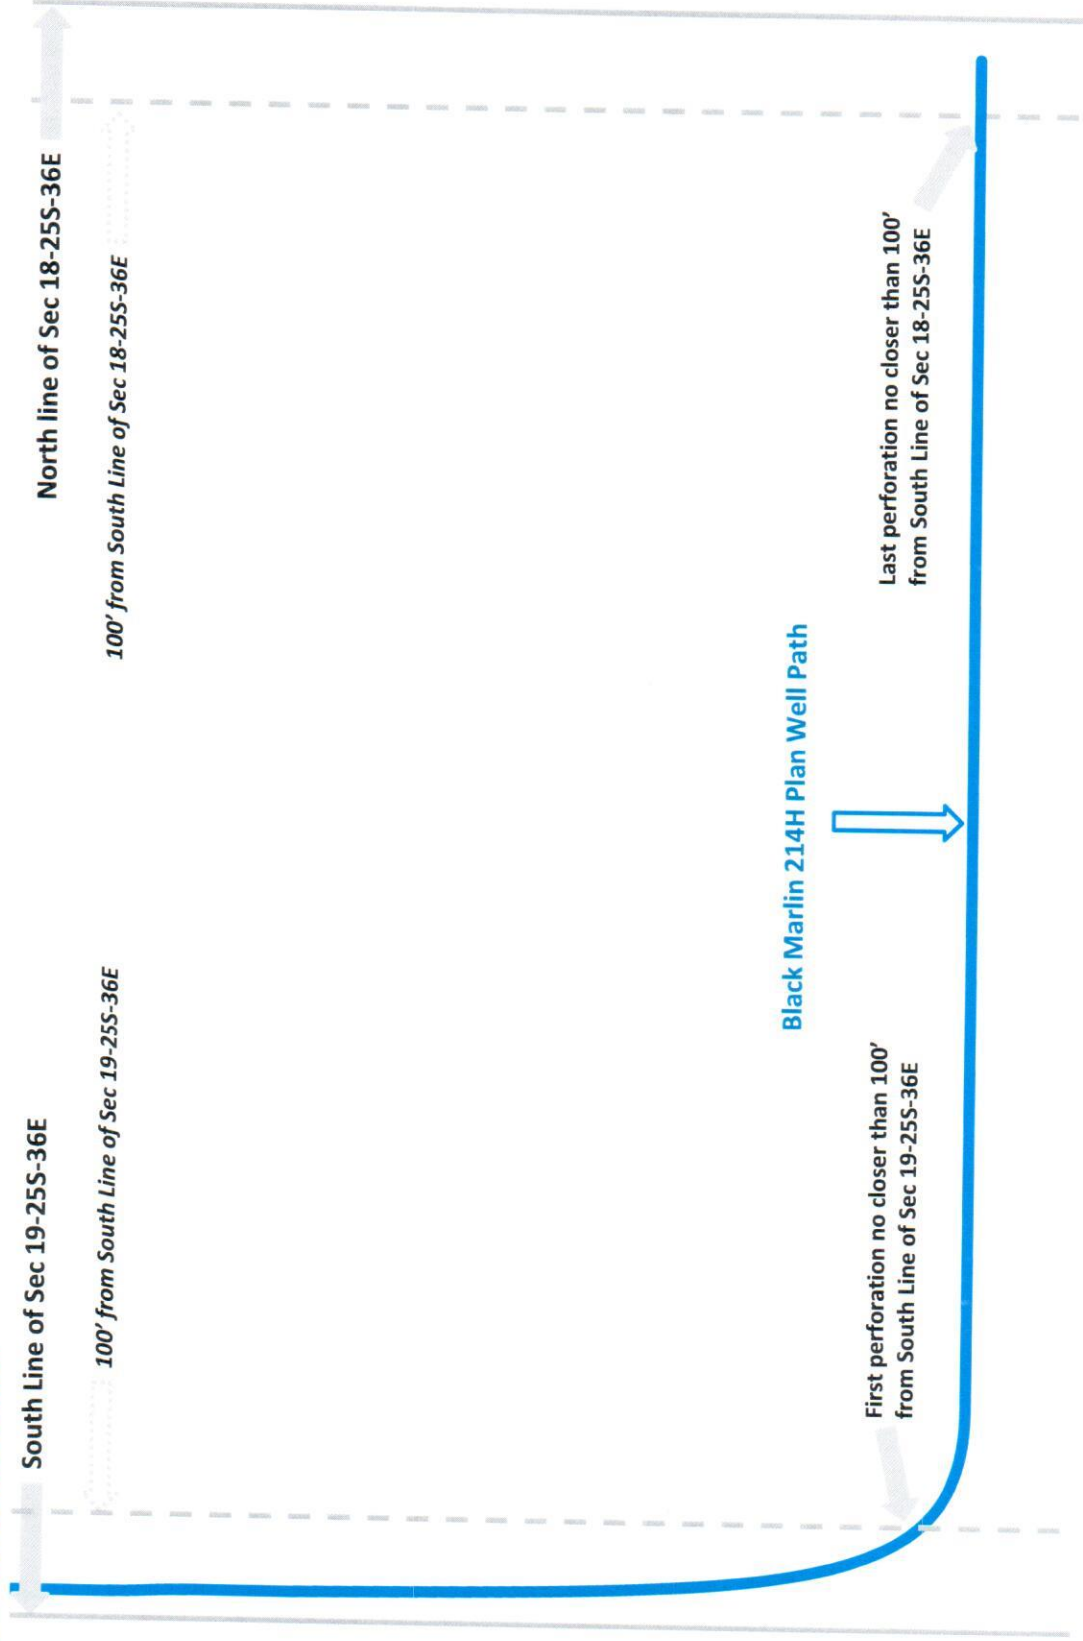 South Line of Sec 19-25S-36E
North line of Sec 18-25S-36E
100' from South Line of Sec 19-25S-36E
100' from South Line of Sec 18-25S-36E
Black Marlin 214H Plan Well Path
First perforation no closer than 100'
from South Line of Sec 19-25S-36E
Last perforation no closer than 100'
from South Line of Sec 18-25S-36E